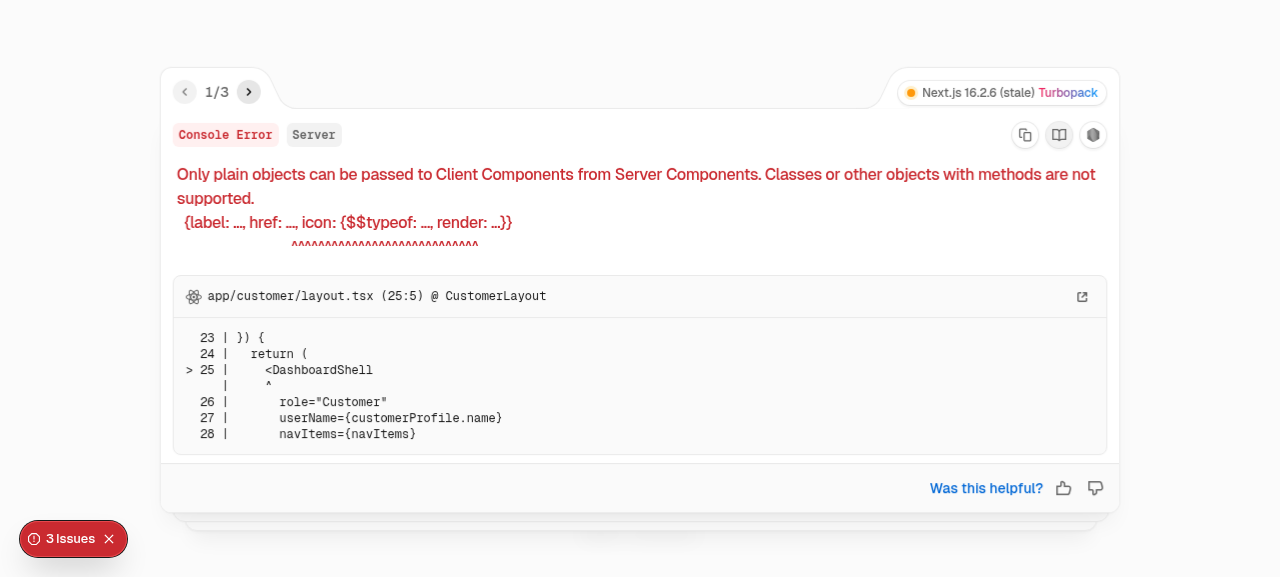 1/3
Next.js 16.2.6 (stale) Turbopack
Console Error Server
Only plain objects can be passed to Client Components from Server Components. Classes or other objects with methods are not
supported.
{label: ..., href: ..., icon: {$$typeof: ..., render: ...}}
^^^^^^^^^^^^^^^^^^^^^^^^^^^^
app/customer/layout.tsx (25:5) @ CustomerLayout
23 | }) {
24 |   return (
> 25 |     <DashboardShell
|     ^
26 |       role="Customer"
27 |       userName={customerProfile.name}
28 |       navItems={navItems}
Was this helpful?
3 Issues